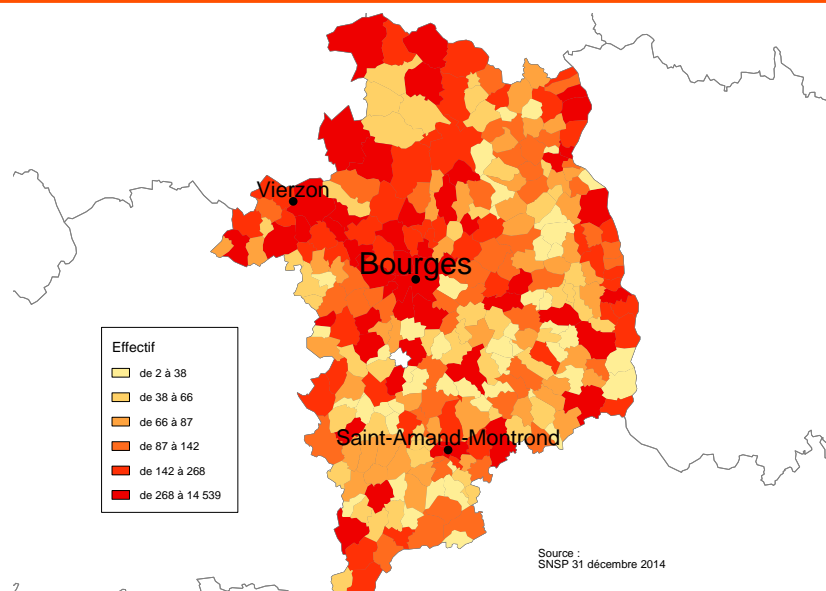 Vierzon
Bourges
Effectif
de 2 à 38
de 38 à 66
de 66 à 87
de 87 à 142
de 142 à 268
de 268 à 14 539
Saint-Amand-Montrond
Source :
SNSP 31 décembre 2014